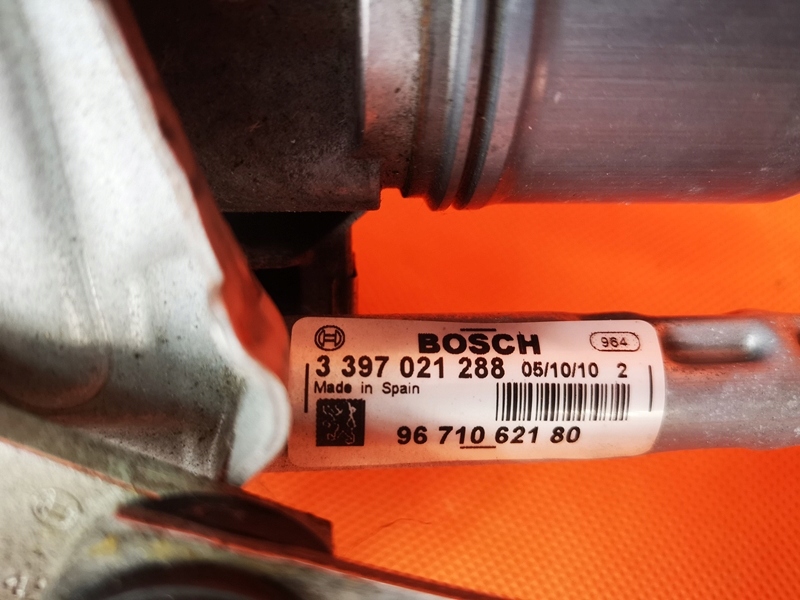 BOSCH 964
3 397 021 288 05/10/10 2
Made in Spain
96 710 621 80